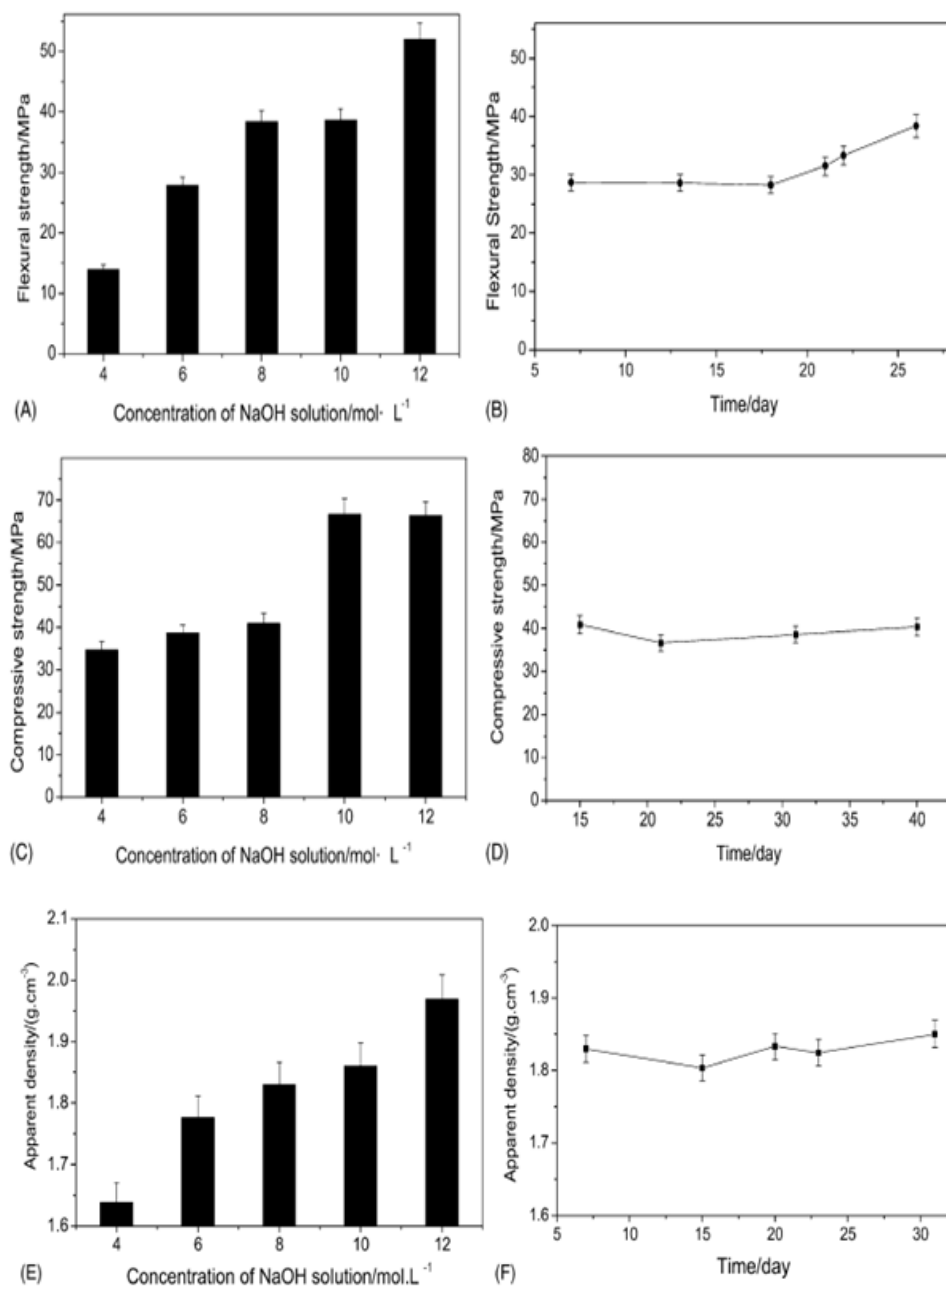 Flexural strength/MPa
50
40
30
20
10
0
4 6 8 10 12
(A) Concentration of NaOH solution/mol· L⁻¹
Flexural Strength/MPa
50
40
30
20
10
0
5 10 15 20 25
(B) Time/day
Compressive strength/MPa
70
60
50
40
30
20
10
0
4 6 8 10 12
(C) Concentration of NaOH solution/mol· L⁻¹
Compressive strength/MPa
80
70
60
50
40
30
20
10
0
15 20 25 30 35 40
(D) Time/day
Apparent density/(g.cm⁻³)
2.1
2.0
1.9
1.8
1.7
1.6
4 6 8 10 12
(E) Concentration of NaOH solution/mol.L⁻¹
Apparent density/(g.cm⁻³)
2.0
1.9
1.8
1.7
1.6
5 10 15 20 25 30
(F) Time/day